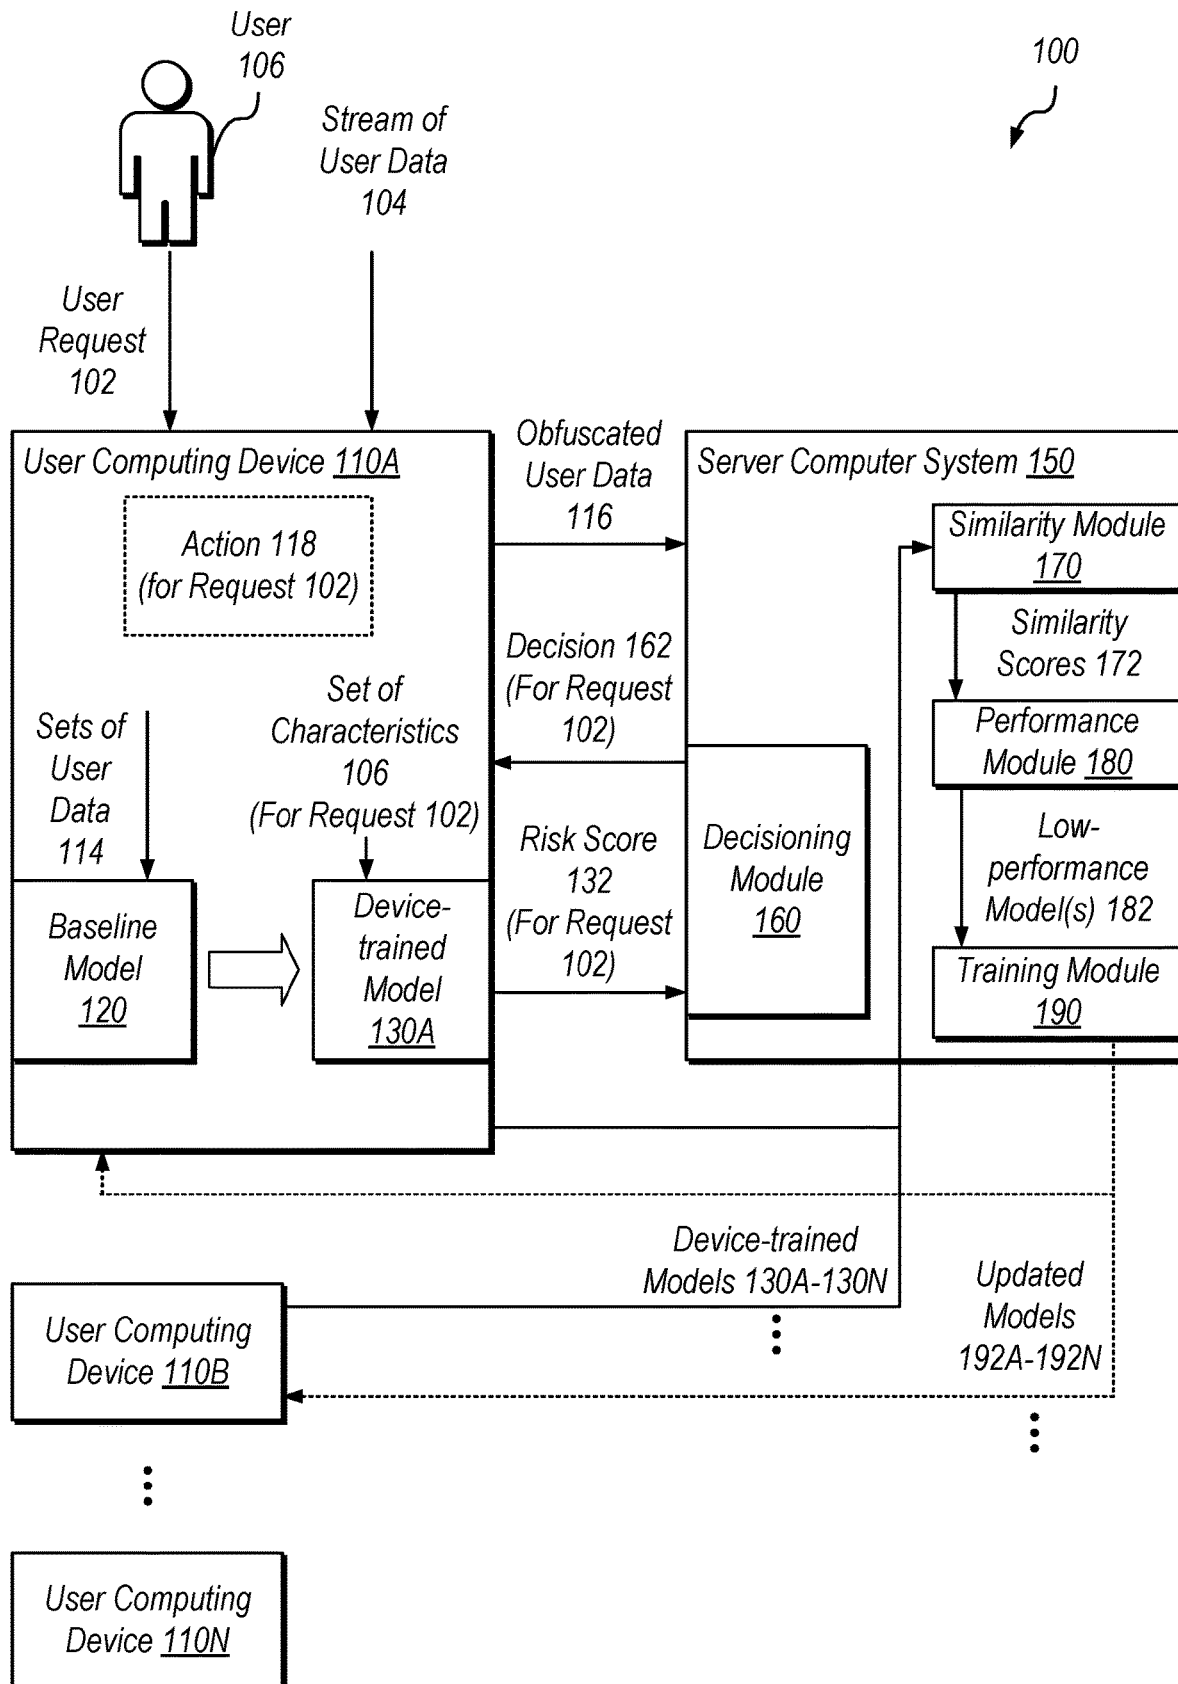 User
106
100
Stream of
User Data
104
User
Request
102
User Computing Device 110A
Action 118
(for Request 102)
Sets of
User
Data
114
Set of
Characteristics
106
(For Request 102)
Baseline
Model
120
Device-
trained
Model
130A
Obfuscated
User Data
116
Decision 162
(For Request
102)
Risk Score
132
(For Request
102)
Server Computer System 150
Decisioning
Module
160
Similarity Module
170
Similarity
Scores 172
Performance
Module 180
Low-
performance
Model(s) 182
Training Module
190
Device-trained
Models 130A-130N
Updated
Models
192A-192N
User Computing
Device 110B
User Computing
Device 110N